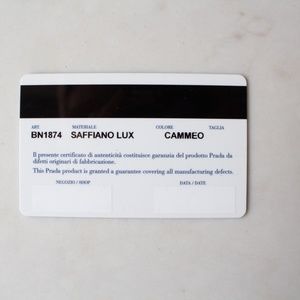 ART. MATERIALE COLORE TAGLIA
BN1874 SAFFIANO LUX CAMMEO
Il presente certificato di autenticità costituisce garanzia del prodotto Prada da
difetti originari di fabbricazione.
This Prada product is granted a guarantee covering all manufacturing defects.
NEGOZIO / SHOP DATA / DATE